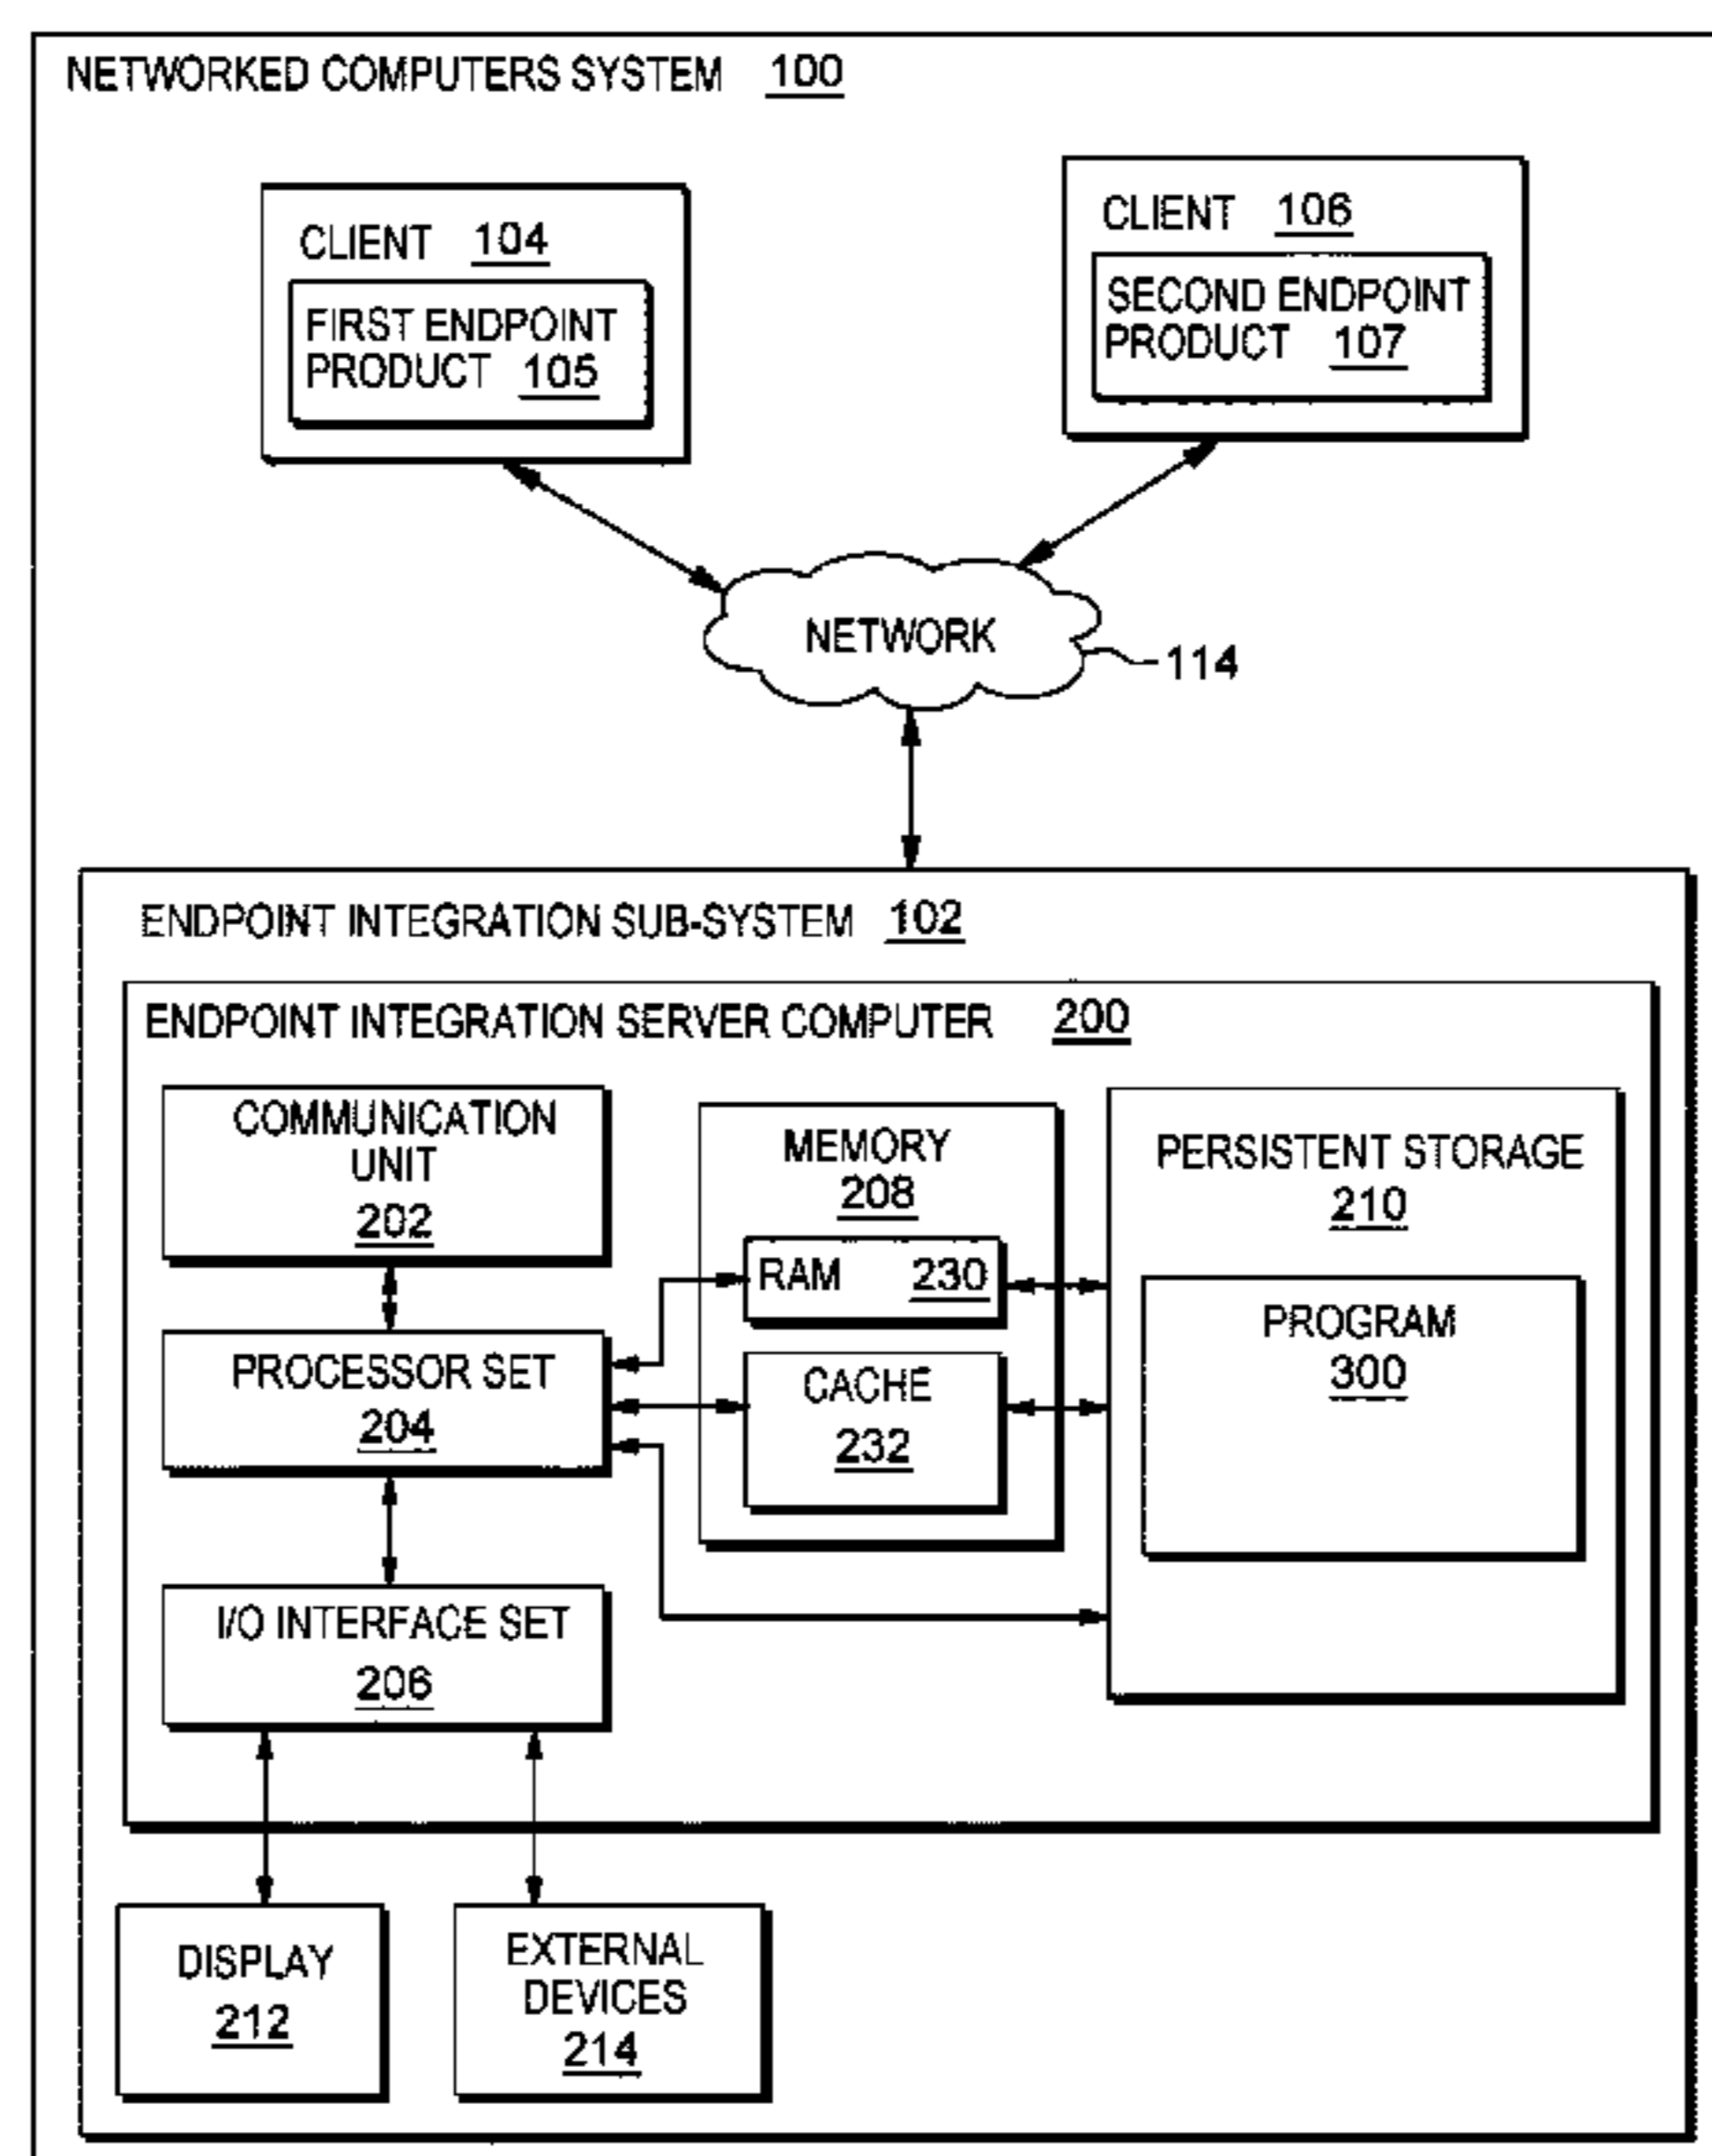 NETWORKED COMPUTERS SYSTEM 100
CLIENT 104
FIRST ENDPOINT
PRODUCT 105
CLIENT 106
SECOND ENDPOINT
PRODUCT 107
NETWORK
114
ENDPOINT INTEGRATION SUB-SYSTEM 102
ENDPOINT INTEGRATION SERVER COMPUTER 200
COMMUNICATION
UNIT
202
PROCESSOR SET
204
I/O INTERFACE SET
206
MEMORY
208
RAM 230
CACHE
232
PERSISTENT STORAGE
210
PROGRAM
300
DISPLAY
212
EXTERNAL
DEVICES
214